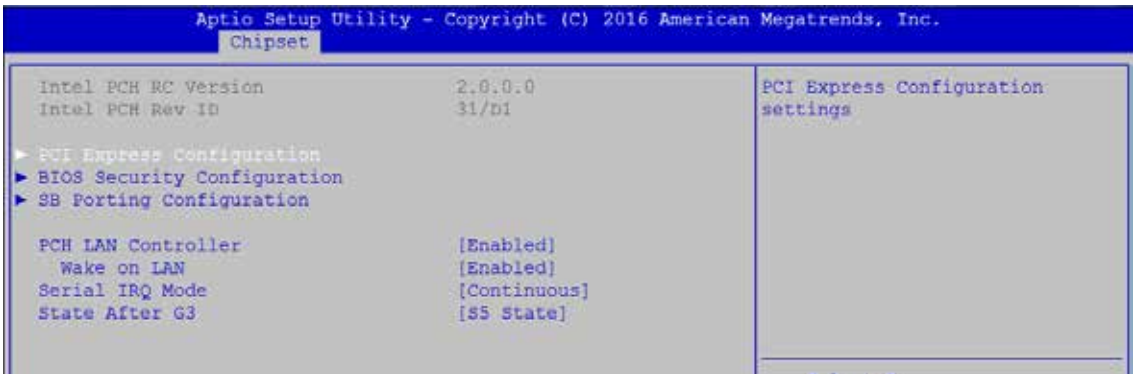 Aptio Setup Utility - Copyright (C) 2016 American Megatrends, Inc.
Chipset
Intel PCH RC Version 2.0.0.0
Intel PCH Rev ID 31/D1
► PCI Express Configuration
► BIOS Security Configuration
► SB Porting Configuration
PCH LAN Controller [Enabled]
Wake on LAN [Enabled]
Serial IRQ Mode [Continuous]
State After G3 [S5 State]
PCI Express Configuration
settings